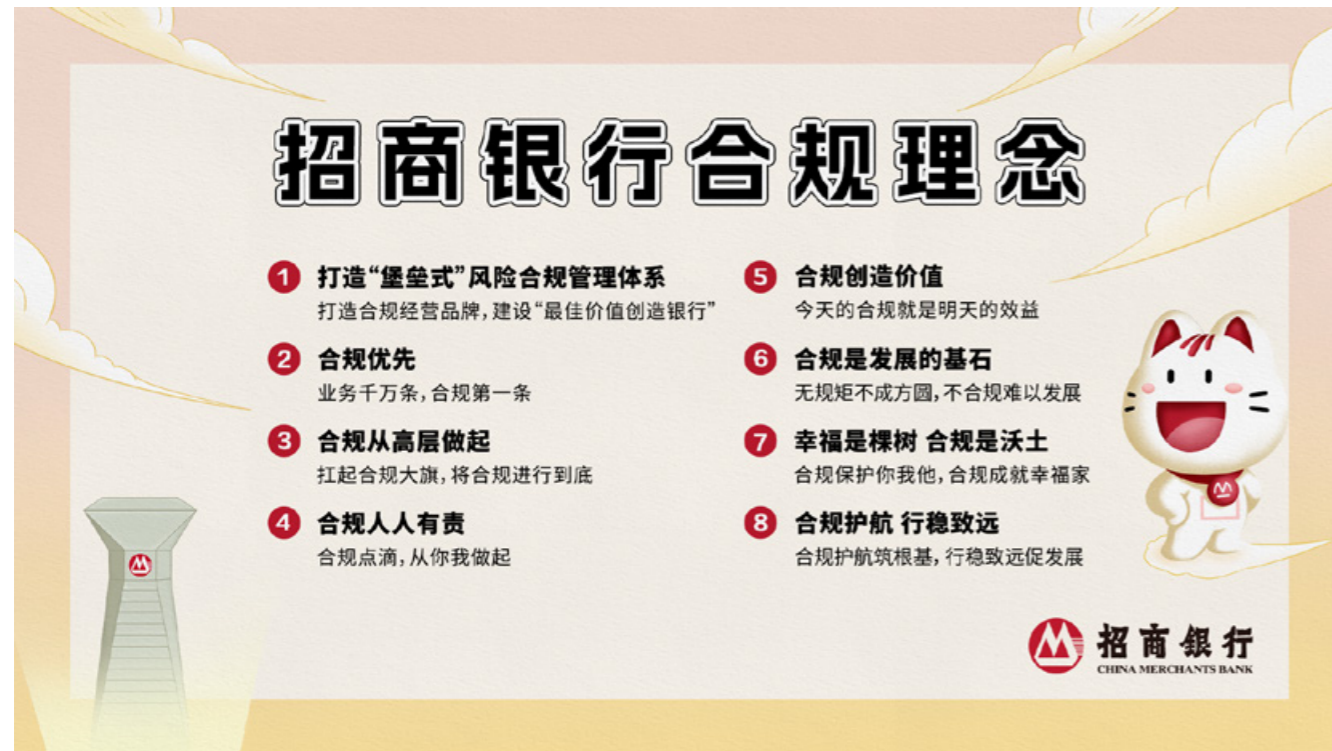 招商银行合规理念
1 打造“堡垒式”风险合规管理体系
打造合规经营品牌,建设“最佳价值创造银行”
2 合规优先
业务千万条,合规第一条
3 合规从高层做起
扛起合规大旗,将合规进行到底
4 合规人人有责
合规点滴,从你我做起
5 合规创造价值
今天的合规就是明天的效益
6 合规是发展的基石
无规矩不成方圆,不合规难以发展
7 幸福是棵树 合规是沃土
合规保护你我他,合规成就幸福家
8 合规护航 行稳致远
合规护航筑根基,行稳致远促发展
招商银行
CHINA MERCHANTS BANK